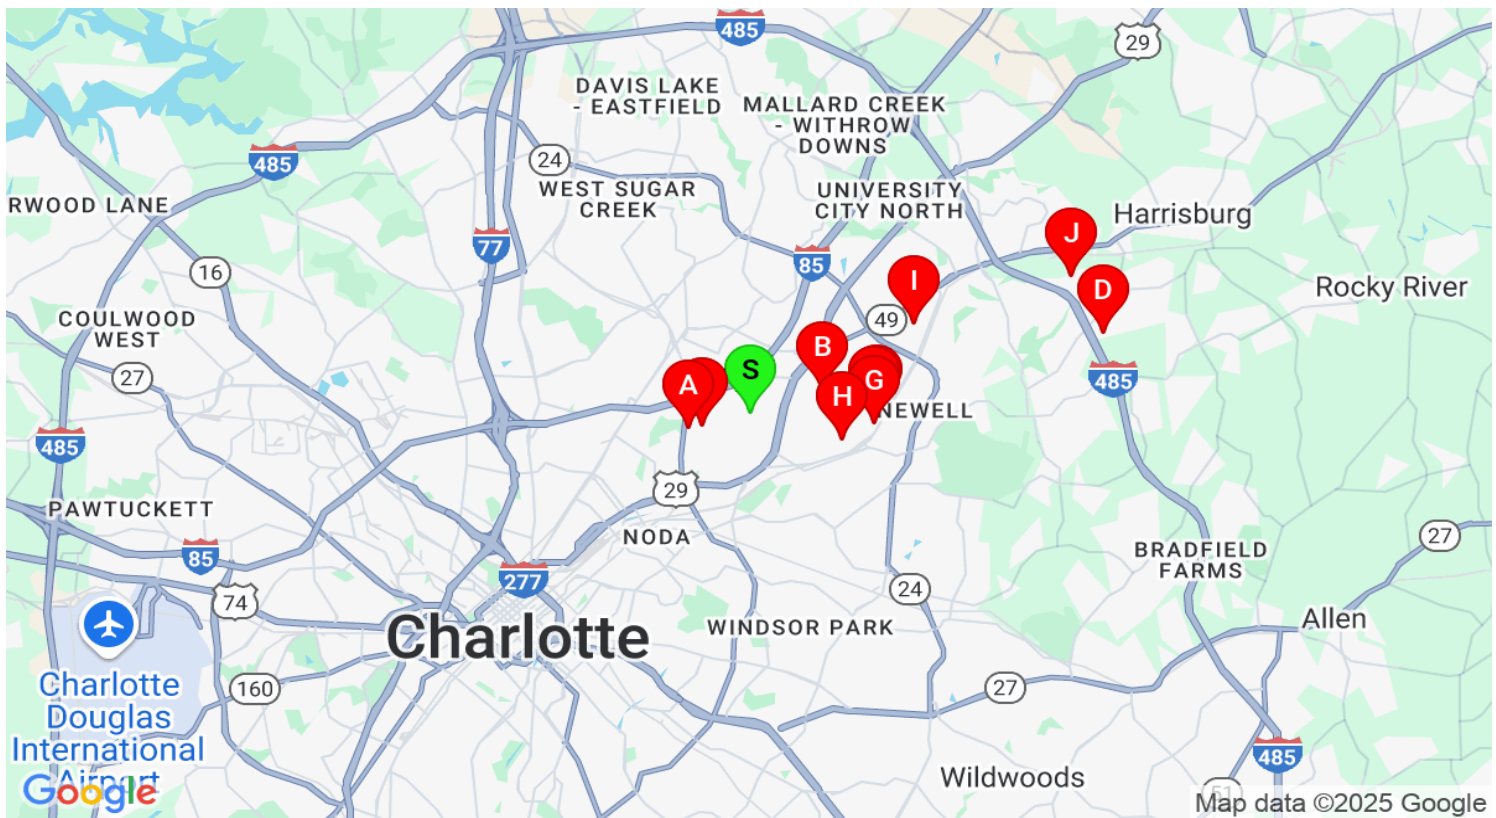 485
29
DAVIS LAKE
- EASTFIELD
MALLARD CREEK
- WITHROW
DOWNS
485
24
WEST SUGAR
CREEK
UNIVERSITY
CITY NORTH
RWOOD LANE
Harrisburg
77
J
16
85
I
D
Rocky River
COULWOOD
WEST
49
B
27
S
A
G
H
485
NEWELL
485
29
PAWTUCKETT
NODA
27
85
BRADFIELD
FARMS
277
24
74
Charlotte
WINDSOR PARK
Allen
Charlotte
Douglas
International
Airport
160
27
485
Wildwoods
51
Google
Map data ©2025 Google